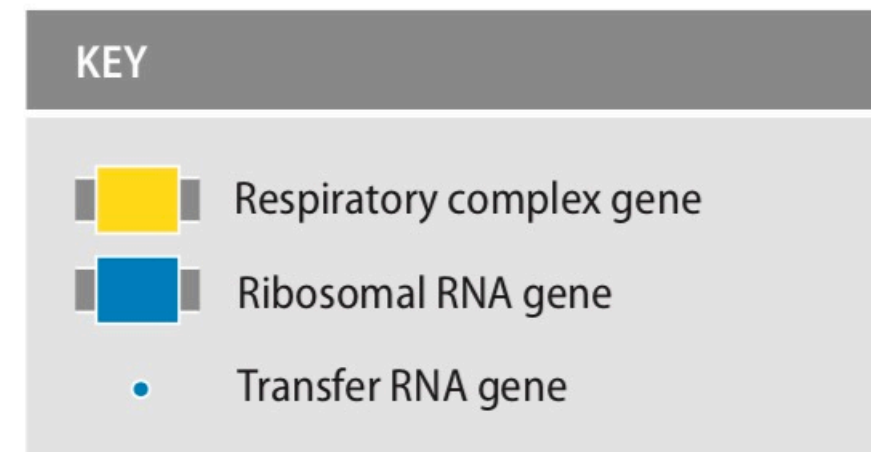 KEY
Respiratory complex gene
Ribosomal RNA gene
Transfer RNA gene